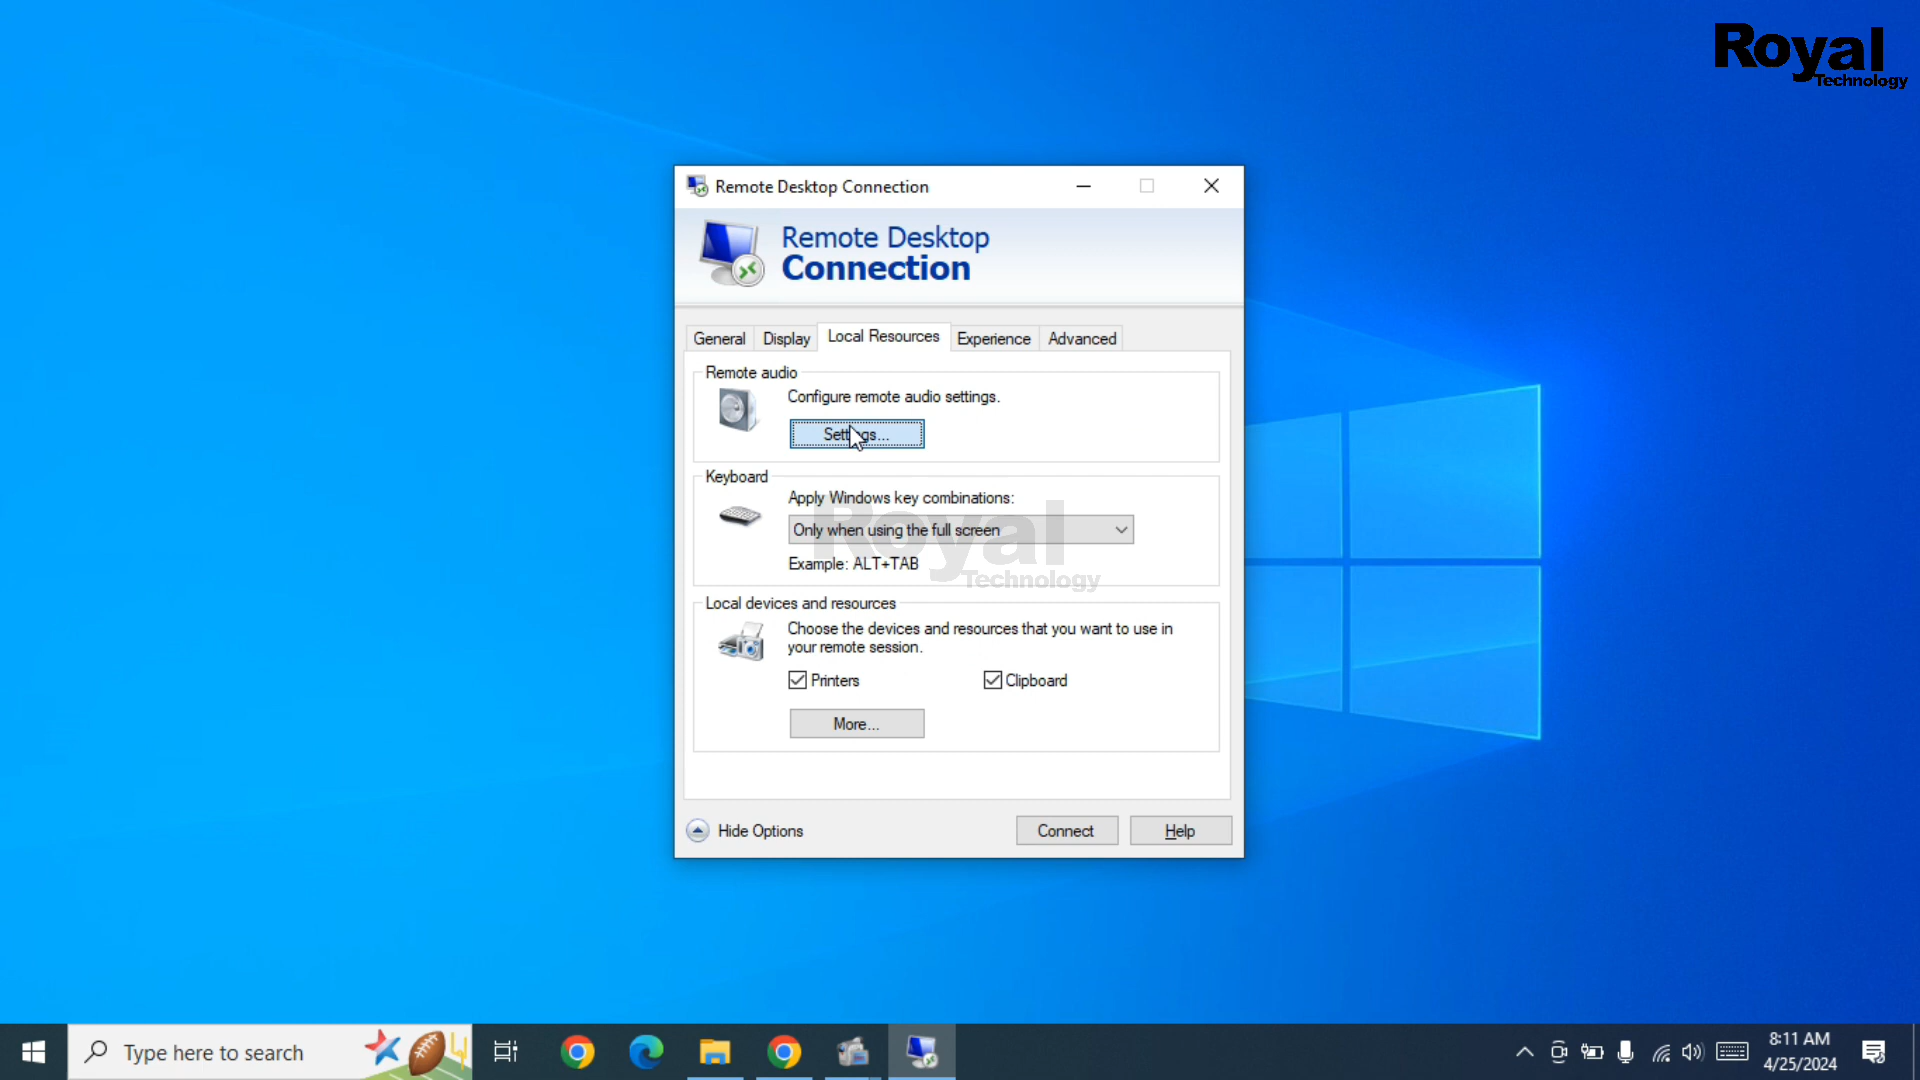 Royal
Technology
Remote Desktop Connection
Remote Desktop
Connection
General
Display
Local Resources
Experience
Advanced
Remote audio
Configure remote audio settings.
Settings...
Keyboard
Apply Windows key combinations:
Only when using the full screen
Example: ALT+TAB
Royal
Technology
Local devices and resources
Choose the devices and resources that you want to use in
your remote session.
Printers
Clipboard
More...
Hide Options
Connect
Help
Type here to search
8:11 AM
4/25/2024